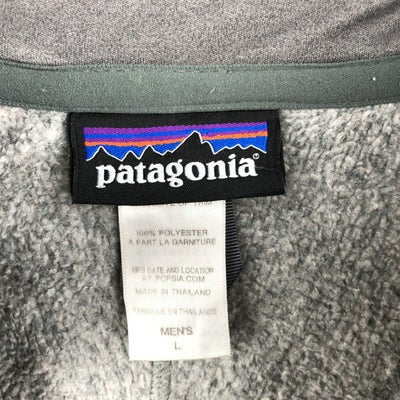 patagonia®
100% POLYESTER
A PART LA GARNITURE
MFG DATE AND LOCATION
AT PCPSIA.COM
MADE IN THAILAND
FABRIQUÉ EN THAÏLANDE
MEN'S
L